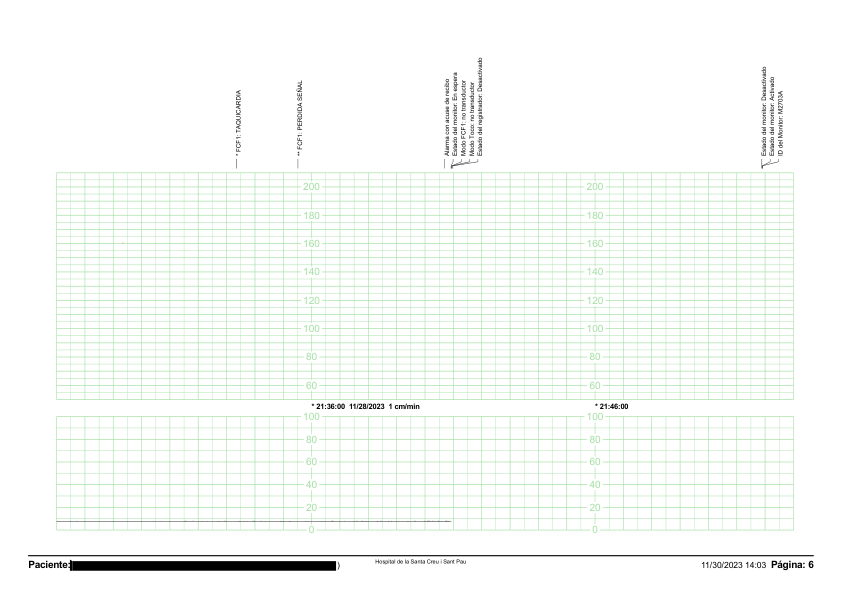 * FCF1: TAQUICARDIA
** FCF1: PERDIDA SEÑAL
Alarma con acuse de recibo
Estado del monitor: En espera
Modo FCF1: no transductor
Modo Toco: no transductor
Estado del registrador: Desactivado
Estado del monitor: Desactivado
Estado del monitor: Activado
ID del Monitor: M2703A
200 200
180 180
160 160
140 140
120 120
100 100
80 80
60 60
* 21:36:00 11/28/2023 1 cm/min * 21:46:00
100 100
80 80
60 60
40 40
20 20
0 0
Paciente: ) Hospital de la Santa Creu i Sant Pau 11/30/2023 14:03 Página: 6